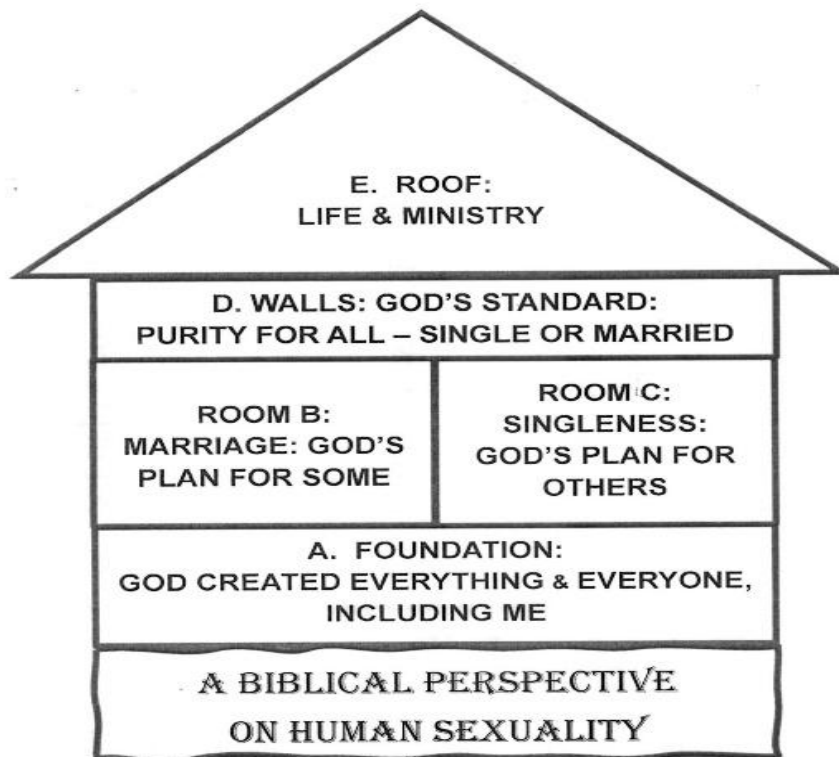 E. ROOF:
LIFE & MINISTRY
D. WALLS: GOD'S STANDARD:
PURITY FOR ALL – SINGLE OR MARRIED
ROOM B:
MARRIAGE: GOD'S
PLAN FOR SOME
ROOM C:
SINGLENESS:
GOD'S PLAN FOR
OTHERS
A. FOUNDATION:
GOD CREATED EVERYTHING & EVERYONE,
INCLUDING ME
A BIBLICAL PERSPECTIVE
ON HUMAN SEXUALITY